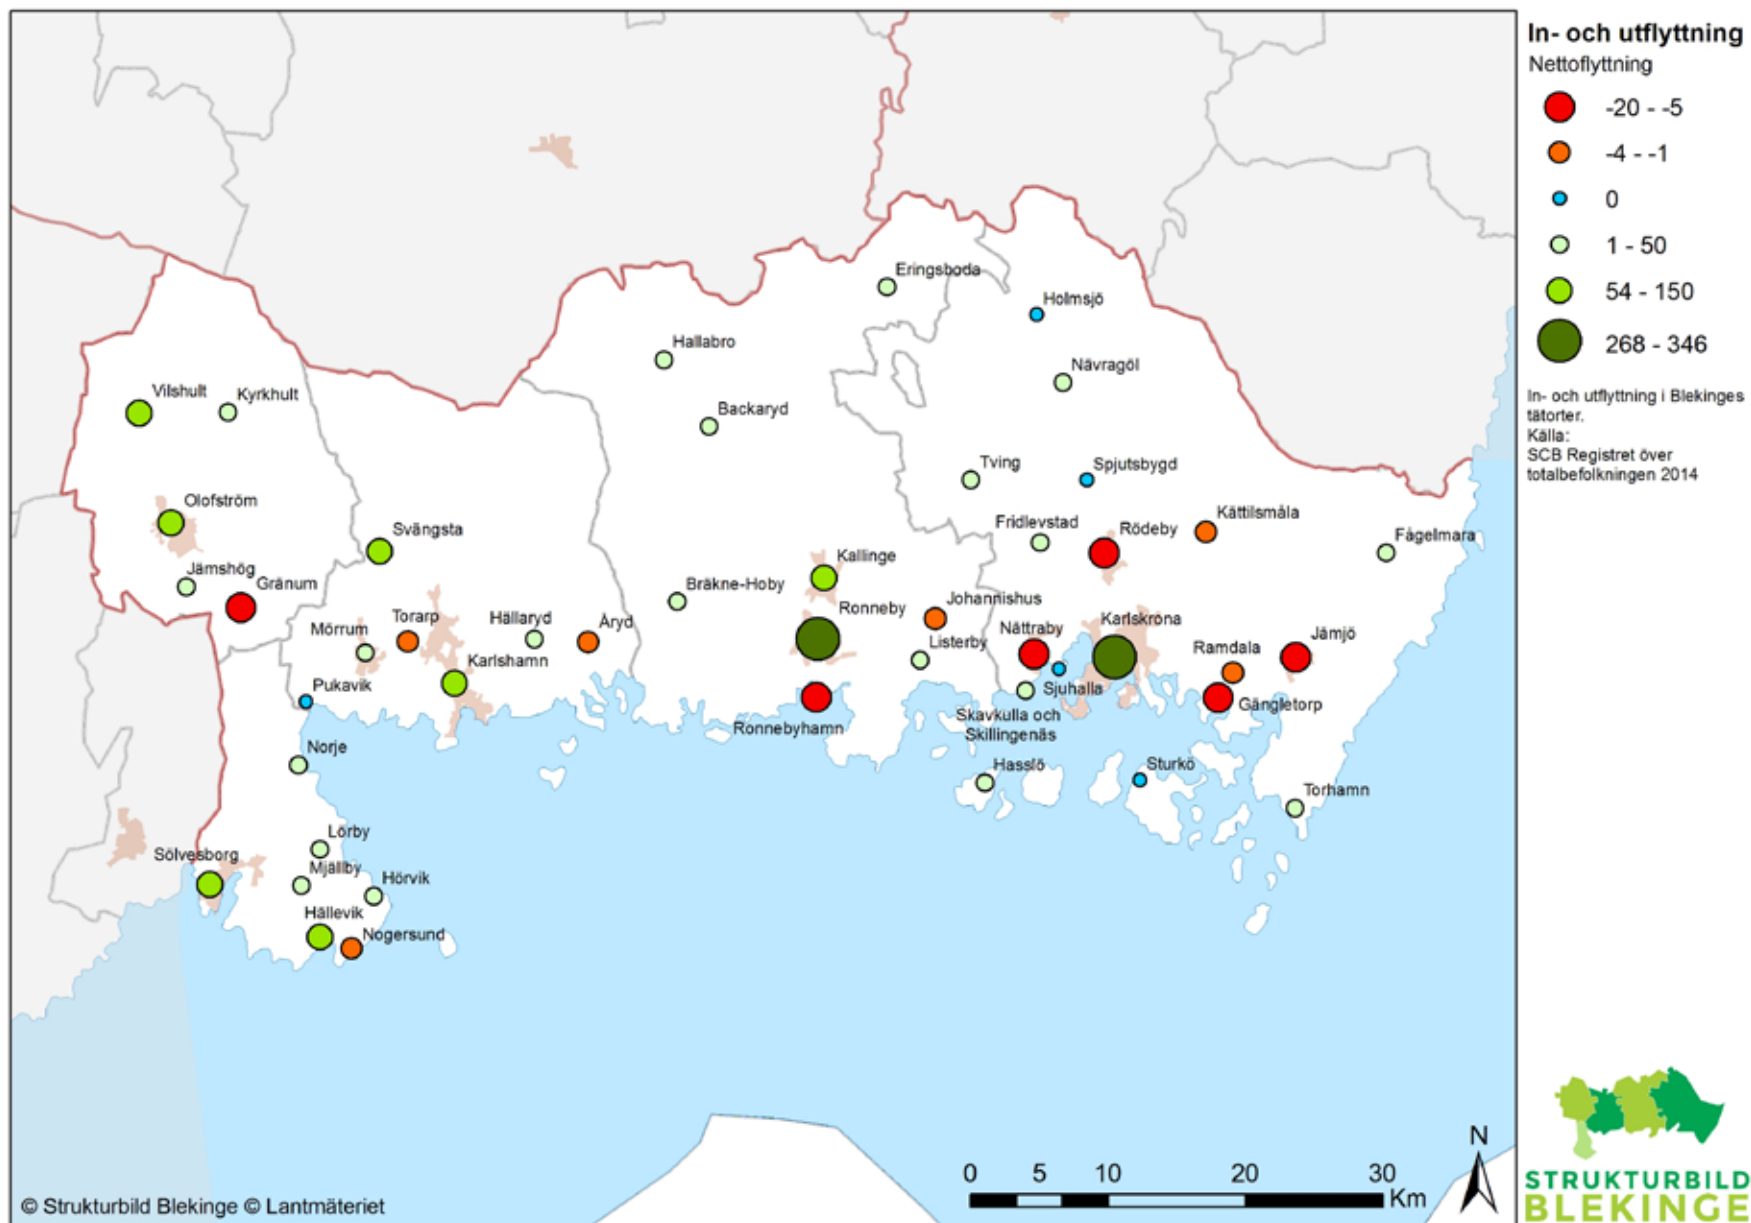 In- och utflyttning
Nettoflyttning
-20 - -5
-4 - -1
0
1 - 50
54 - 150
268 - 346
In- och utflyttning i Blekinges
tätorter.
Källa:
SCB Registret över
totalbefolkningen 2014
Eringsboda
Holmsjö
Hallabro
Nävragöl
Vilshult
Kyrkhult
Backaryd
Tving
Spjutsbygd
Olofström
Svängsta
Fridlevstad
Rödeby
Kättilsmåla
Fågelmara
Jämshög
Gränum
Kallinge
Bräkne-Hoby
Ronneby
Johannishus
Mörrum
Torarp
Hällaryd
Åryd
Listerby
Nättraby
Karlskrona
Ramdala
Jämjö
Karlshamn
Pukavik
Sjuhalla
Gängletorp
Ronnebyhamn
Skavkulla och
Skillingenäs
Norje
Hasslö
Sturkö
Torhamn
Lörby
Sölvesborg
Mjällby
Hörvik
Hällevik
Nogersund
N
0 5 10 20 30
Km
© Strukturbild Blekinge © Lantmäteriet
STRUKTURBILD
BLEKINGE